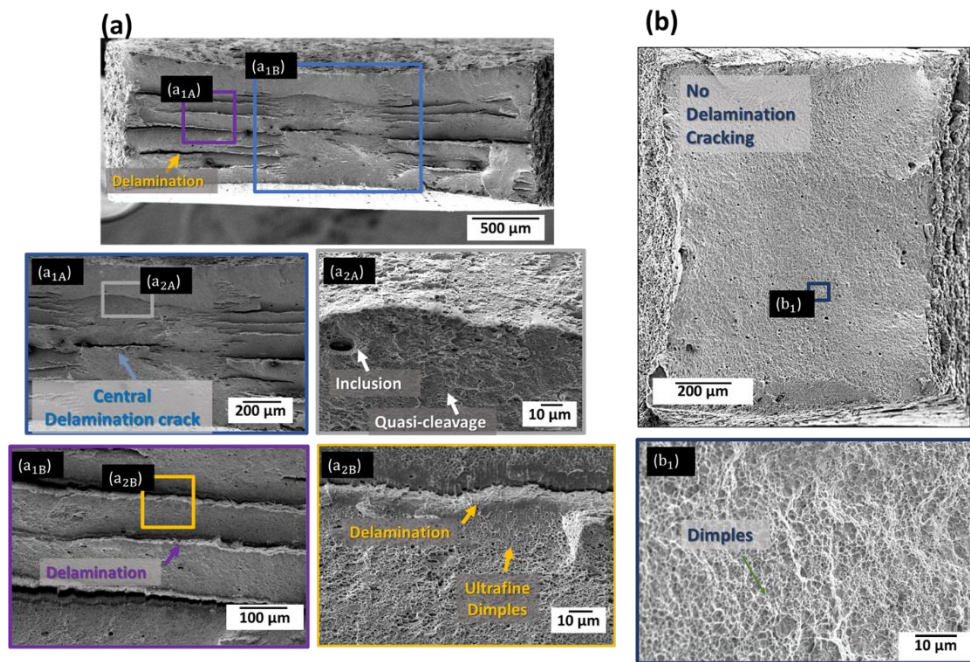 (a)
(a₁B)
(a₁A)
Delamination
500 µm
(a₁A)
(a₂A)
Central
Delamination crack
200 µm
(a₂A)
Inclusion
Quasi-cleavage
10 µm
(a₁B)
(a₂B)
Delamination
100 µm
(a₂B)
Delamination
Ultrafine
Dimples
10 µm
(b)
No
Delamination
Cracking
(b₁)
200 µm
(b₁)
Dimples
10 µm